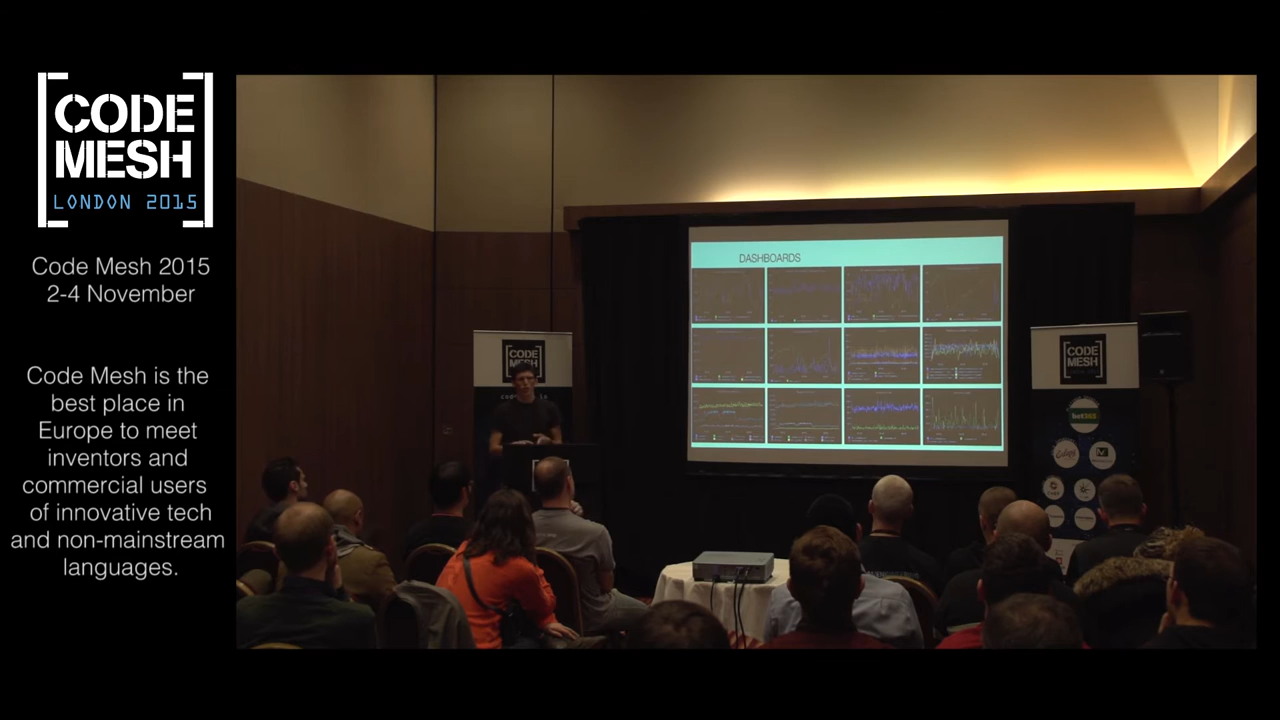 CODE
MESH
LONDON 2015
Code Mesh 2015
2-4 November
Code Mesh is the
best place in
Europe to meet
inventors and
commercial users
of innovative tech
and non-mainstream
languages.
DASHBOARDS
CODE
MESH
CODE
MESH
bet365